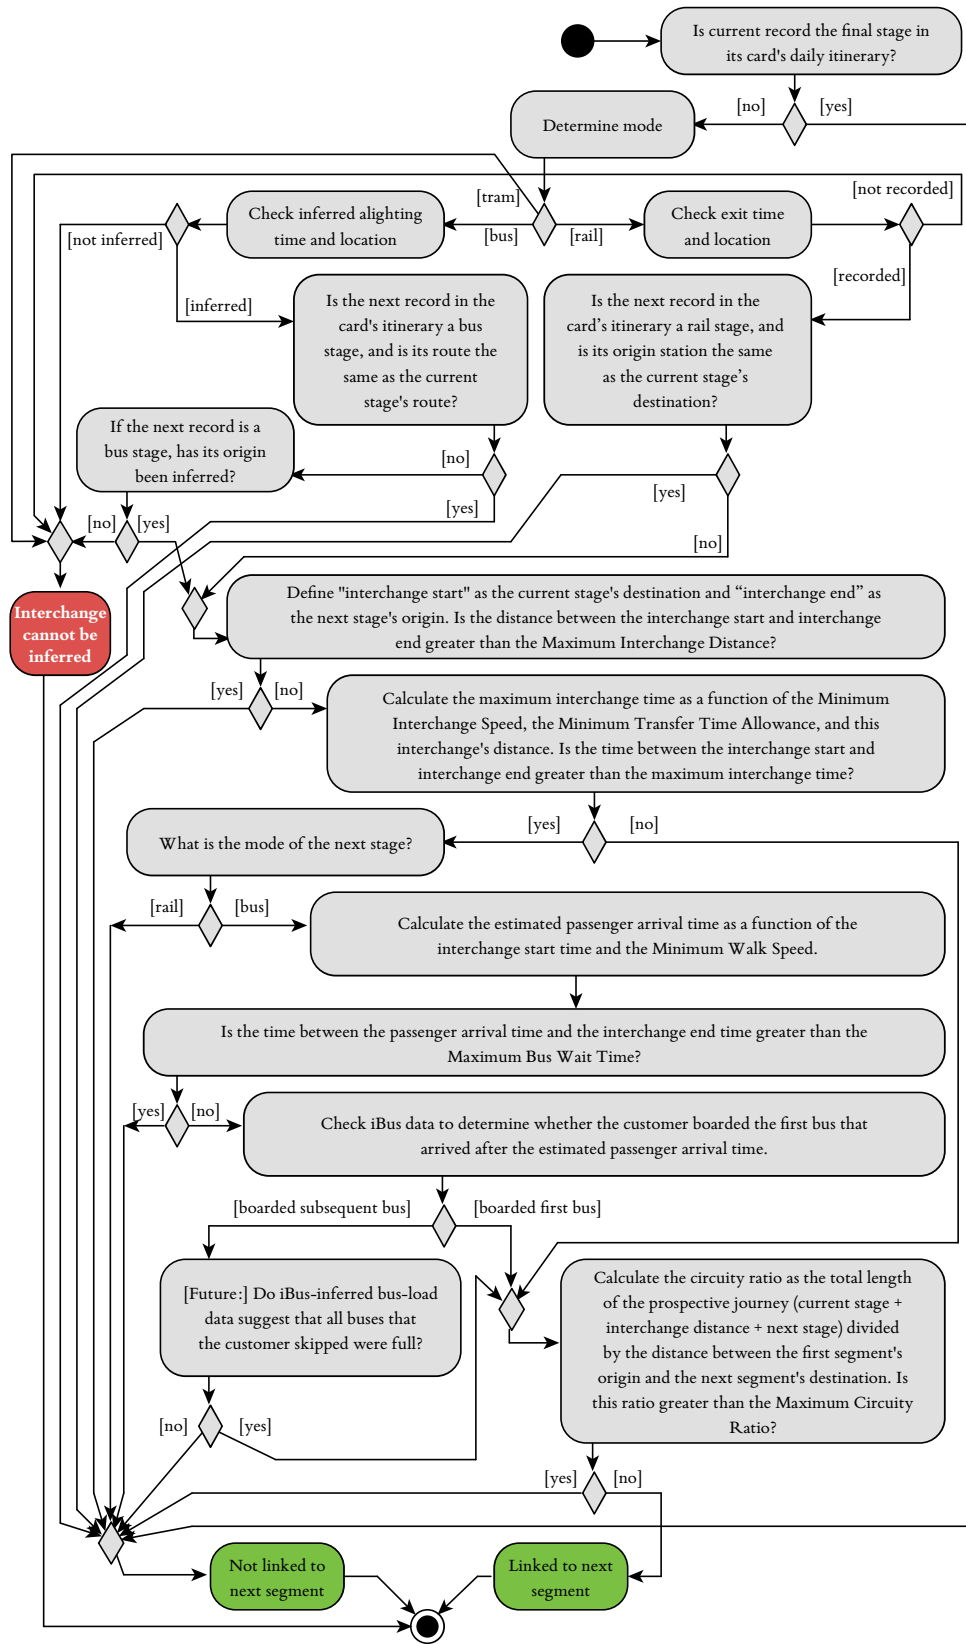 Is current record the final stage in
its card's daily itinerary?
[no]
[yes]
Determine mode
[not recorded]
[tram]
Check inferred alighting
time and location
Check exit time
and location
[not inferred]
[bus]
[rail]
[recorded]
[inferred]
Is the next record in the
card's itinerary a bus
stage, and is its route the
same as the current
stage's route?
Is the next record in the
card’s itinerary a rail stage, and
is its origin station the same
as the current stage’s
destination?
If the next record is a
bus stage, has its origin
been inferred?
[no]
[yes]
[yes]
[no]
[yes]
[no]
Interchange
cannot be
inferred
Define "interchange start" as the current stage's destination and “interchange end” as
the next stage's origin. Is the distance between the interchange start and interchange
end greater than the Maximum Interchange Distance?
[yes]
[no]
Calculate the maximum interchange time as a function of the Minimum
Interchange Speed, the Minimum Transfer Time Allowance, and this
interchange's distance. Is the time between the interchange start and
interchange end greater than the maximum interchange time?
[yes]
[no]
What is the mode of the next stage?
[rail]
[bus]
Calculate the estimated passenger arrival time as a function of the
interchange start time and the Minimum Walk Speed.
Is the time between the passenger arrival time and the interchange end time greater than the
Maximum Bus Wait Time?
[yes]
[no]
Check iBus data to determine whether the customer boarded the first bus that
arrived after the estimated passenger arrival time.
[boarded subsequent bus]
[boarded first bus]
[Future:] Do iBus-inferred bus-load
data suggest that all buses that
the customer skipped were full?
Calculate the circuity ratio as the total length
of the prospective journey (current stage +
interchange distance + next stage) divided
by the distance between the first segment's
origin and the next segment's destination. Is
this ratio greater than the Maximum Circuity
Ratio?
[no]
[yes]
[yes]
[no]
Not linked to
next segment
Linked to next
segment